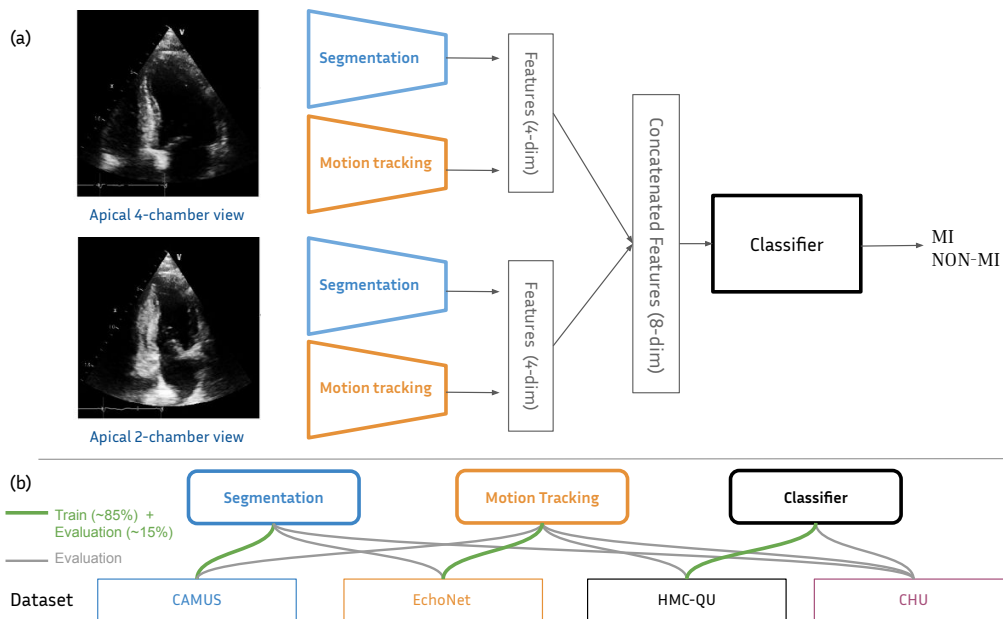 (a)
V
Apical 4-chamber view
Segmentation
Motion tracking
Features (4-dim)
V
Apical 2-chamber view
Segmentation
Motion tracking
Features (4-dim)
Concatenated Features (8-dim)
Classifier
MI
NON-MI
(b)
Segmentation
Motion Tracking
Classifier
Train (~85%) +
Evaluation (~15%)
Evaluation
Dataset
CAMUS
EchoNet
HMC-QU
CHU